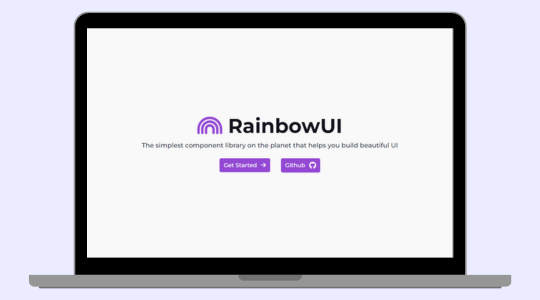 RainbowUI
The simplest component library on the planet that helps you build beautiful UI
Get Started Github